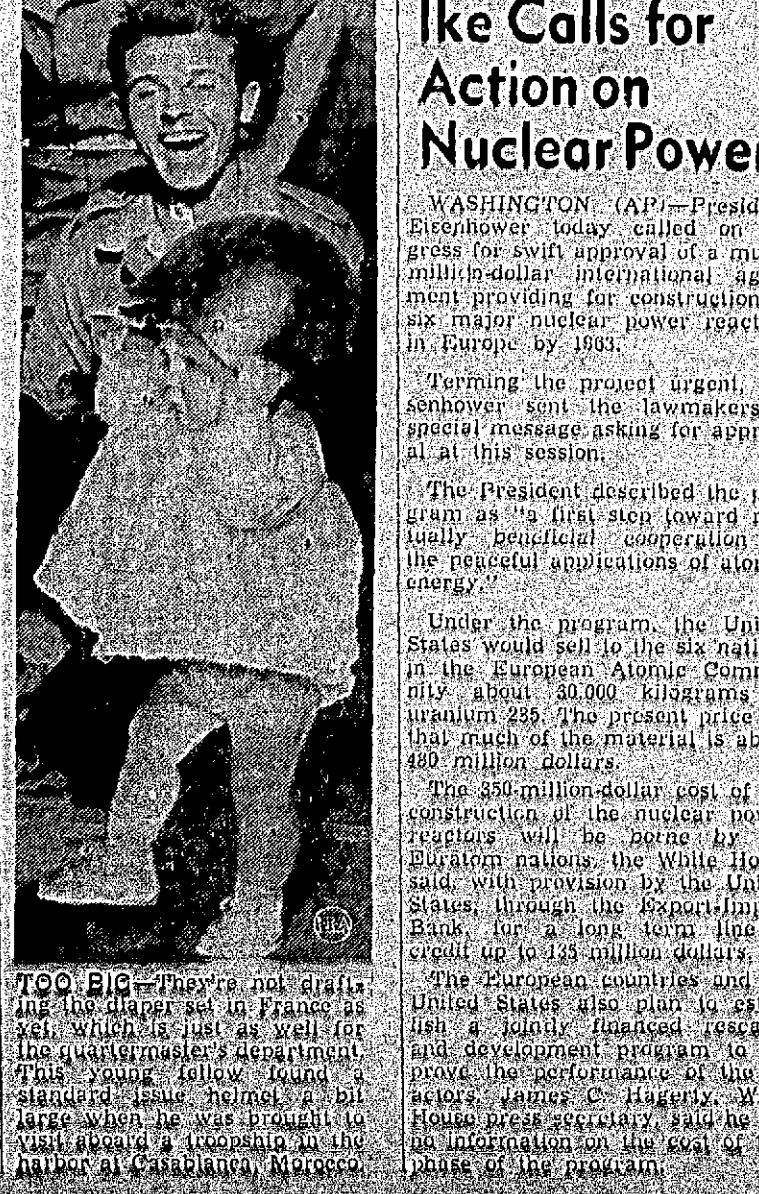 TOO BIG—They're not draft-
ing the diaper set in France as
yet, which is just as well for
the quartermaster's department.
This young fellow found a
standard issue helmet a bit
large when he was brought to
visit aboard a troopship in the
harbor at Casablanca, Morocco.
Ike Calls for
Action on
Nuclear Power
WASHINGTON (AP)—Presid
Eisenhower today called on
gress for swift approval of a mu
million-dollar international ag
ment providing for construction
six major nuclear power react
in Europe by 1963.
Terming the project urgent,
senhower sent the lawmakers
special message asking for appr
al at this session.
The President described the p
gram as "a first step toward m
tually beneficial cooperation
the peaceful applications of ato
energy."
Under the program, the Uni
States would sell to the six nati
in the European Atomic Comm
nity about 30,000 kilograms
uranium 235. The present price
that much of the material is ab
480 million dollars.
The 350-million-dollar cost of
construction of the nuclear pow
reactors will be borne by
Euratom nations, the White Ho
said, with provision by the Unit
States, through the Export-Imp
Bank, for a long term line
credit up to 135 million dollars.
The European countries and
United States also plan to est
lish a jointly financed resea
and development program to
prove the performance of the
actors. James C. Hagerty, W
House press secretary, said he
no information on the cost of
phase of the program.